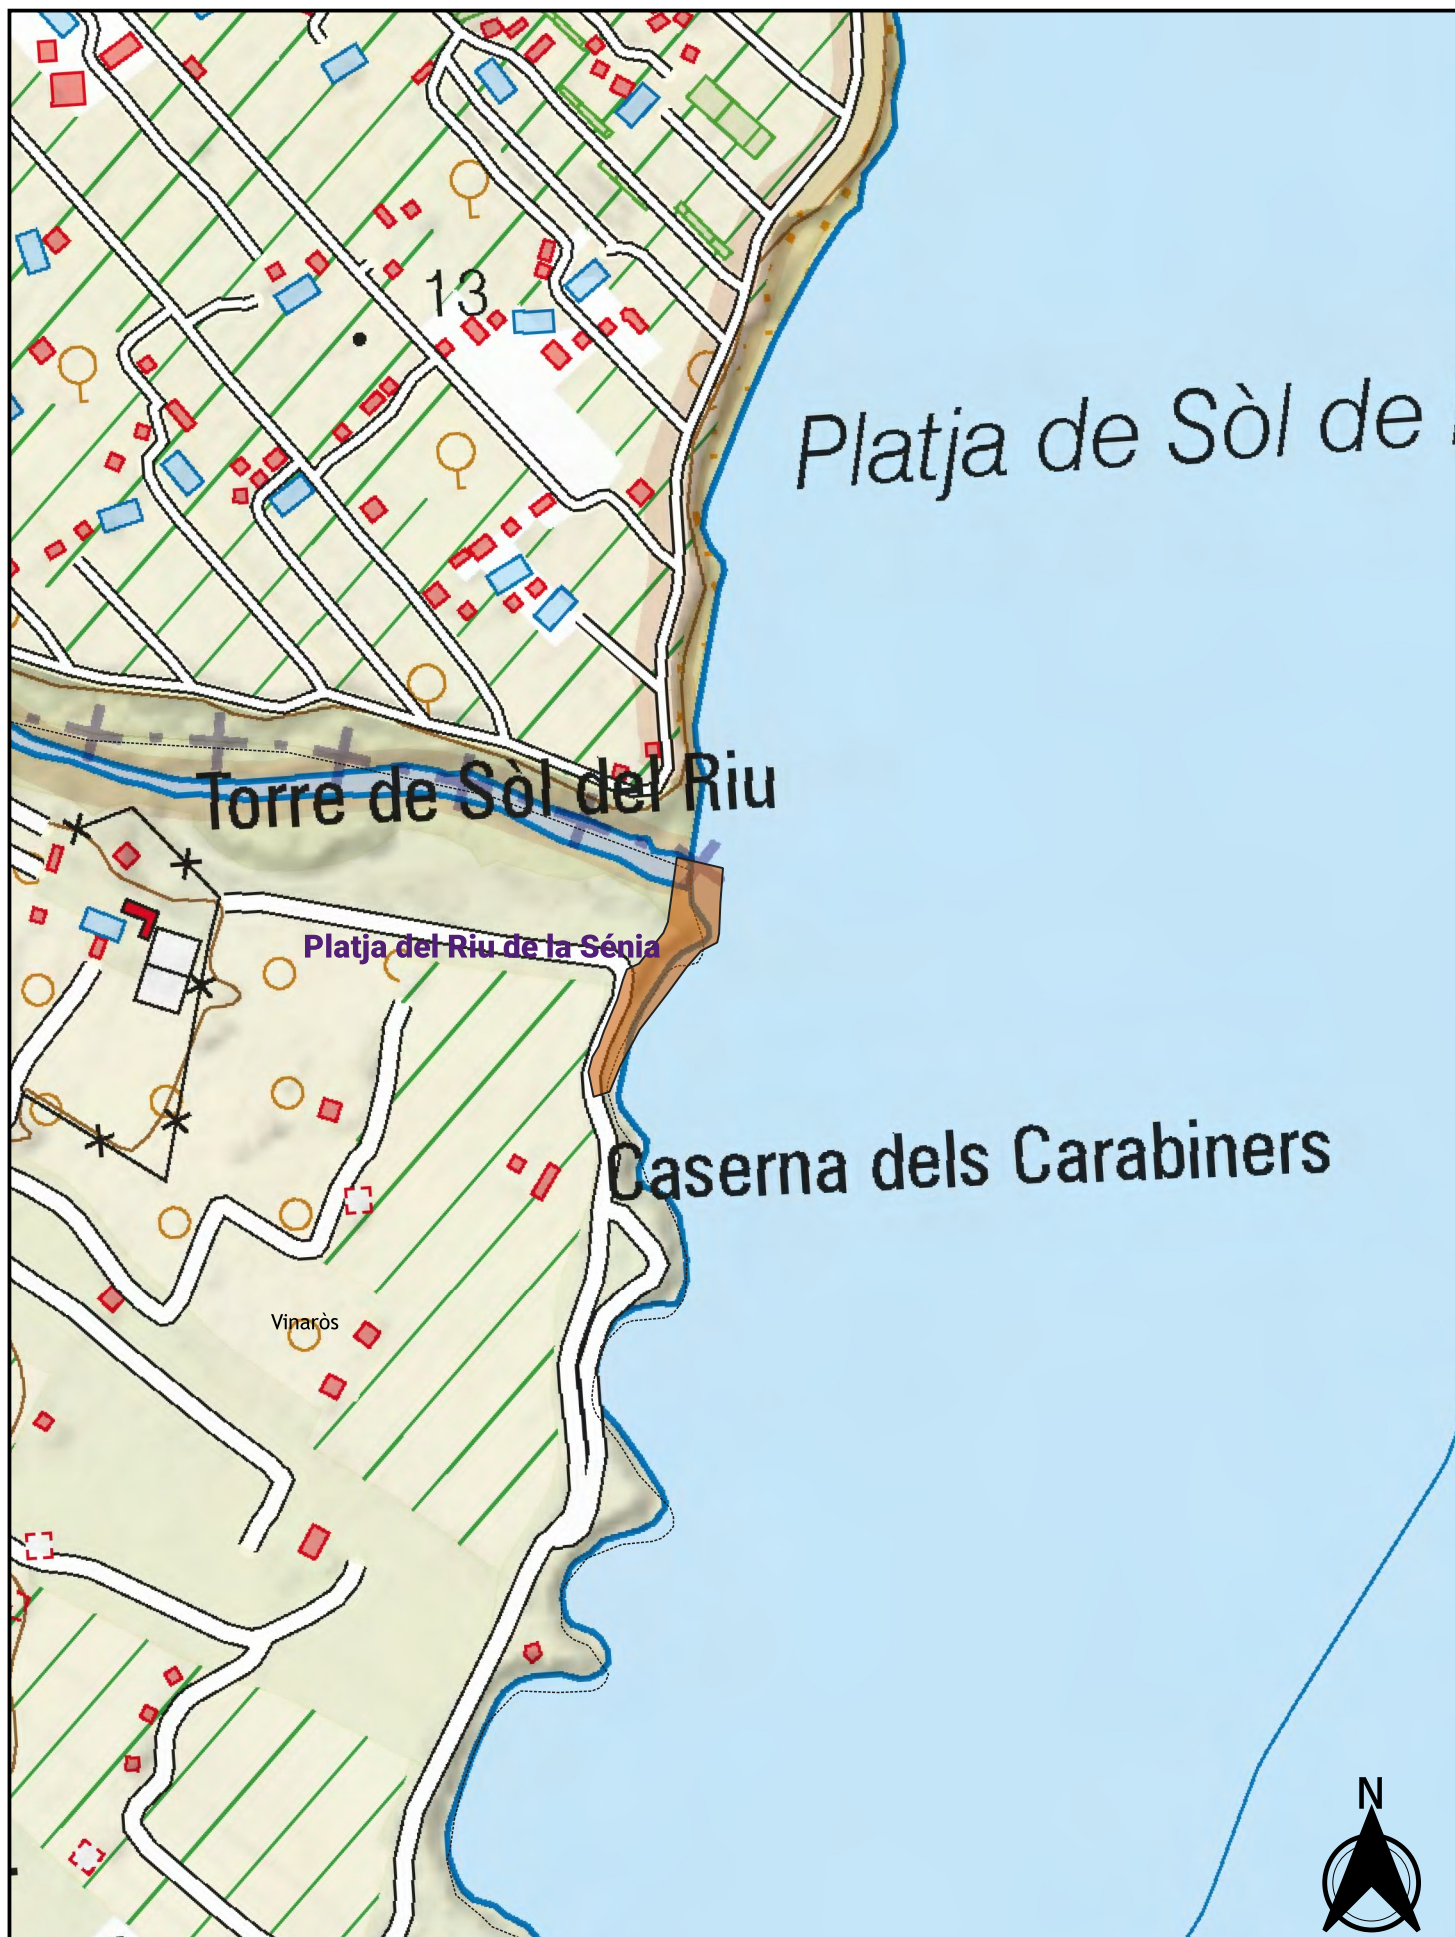 13
Platja de Sòl de
Torre de Sòl del Riu
Platja del Riu de la Sénia
Caserna dels Carabiners
Vinaròs
N